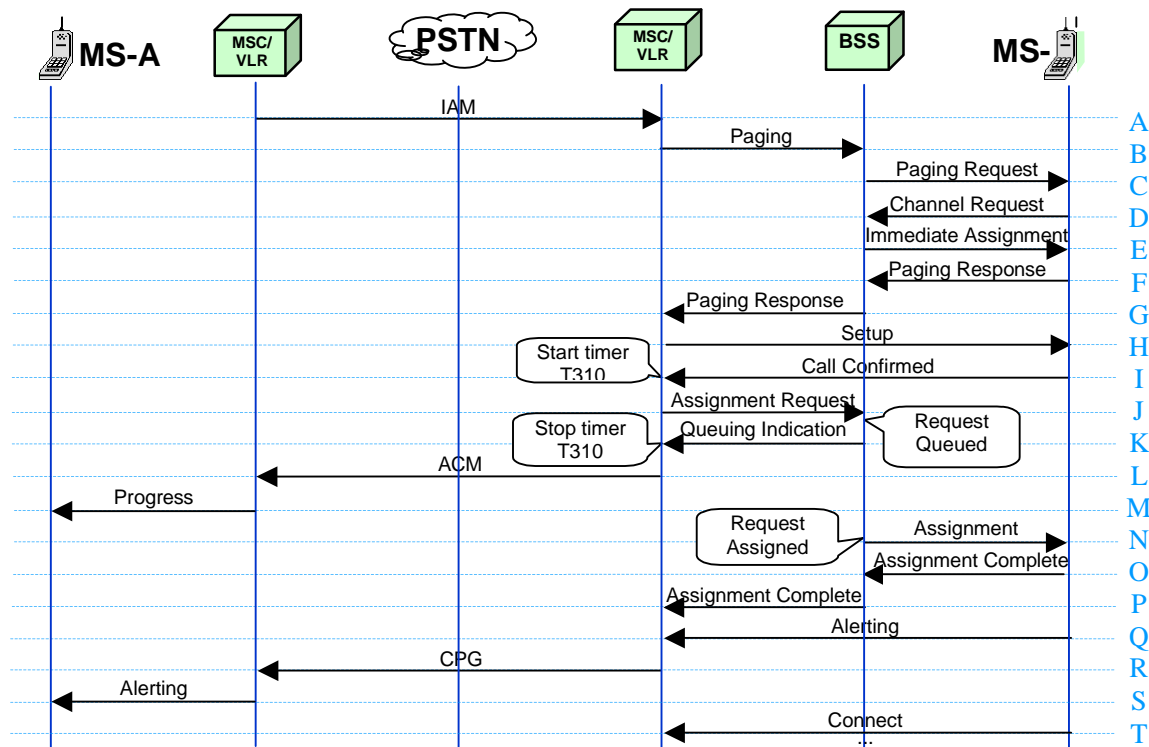 MS-A
MSC/
VLR
PSTN
MSC/
VLR
BSS
MS-
IAM
A
Paging
B
Paging Request
C
Channel Request
D
Immediate Assignment
E
Paging Response
F
Paging Response
G
Setup
H
Start timer
T310
Call Confirmed
I
Assignment Request
J
Request
Queued
Stop timer
T310
Queuing Indication
K
ACM
L
Progress
M
Request
Assigned
Assignment
N
Assignment Complete
O
Assignment Complete
P
Alerting
Q
CPG
R
Alerting
S
Connect
T
...